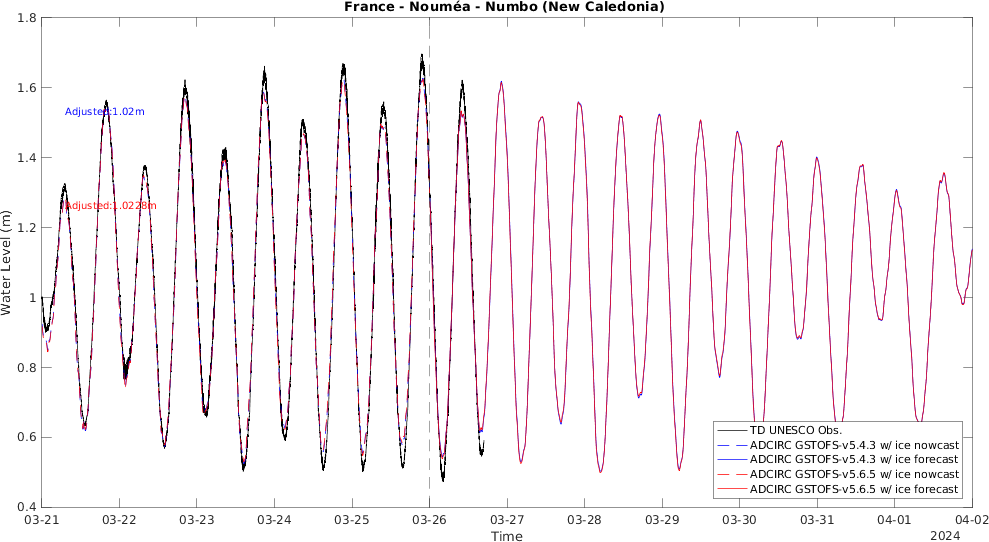 France - Nouméa - Numbo (New Caledonia)
Water Level (m)
1.8
1.6
1.4
1.2
1
0.8
0.6
0.4
Adjusted:1.02m
Adjusted:1.0228m
TD UNESCO Obs.
ADCIRC GSTOFS-v5.4.3 w/ ice nowcast
ADCIRC GSTOFS-v5.4.3 w/ ice forecast
ADCIRC GSTOFS-v5.6.5 w/ ice nowcast
ADCIRC GSTOFS-v5.6.5 w/ ice forecast
03-21 03-22 03-23 03-24 03-25 03-26 03-27 03-28 03-29 03-30 03-31 04-01 04-02
Time
2024